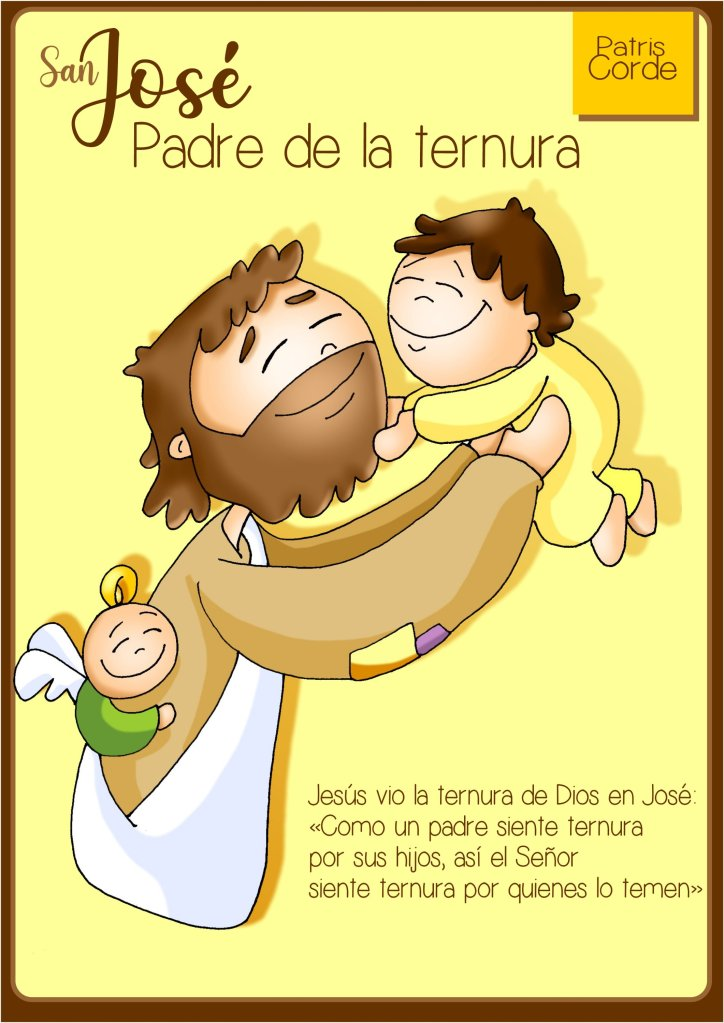 San José
Patris
Corde
Padre de la ternura
Jesús vio la ternura de Dios en José:
«Como un padre siente ternura
por sus hijos, así el Señor
siente ternura por quienes lo temen»